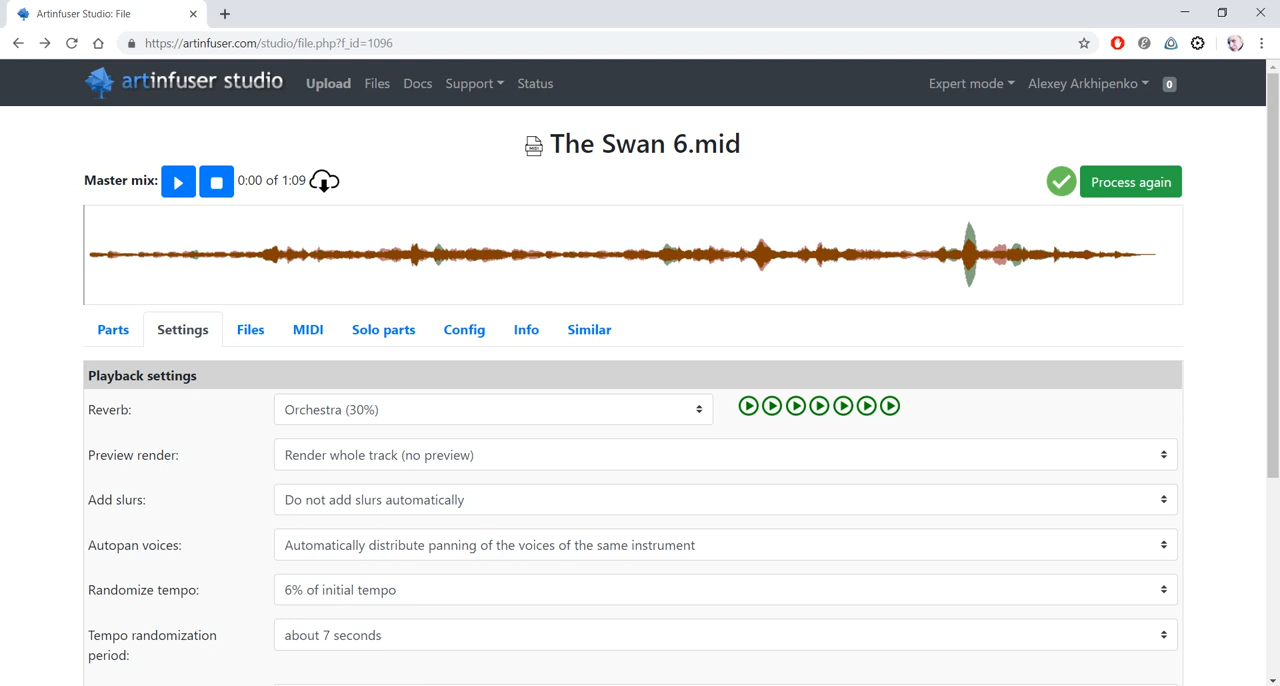 Artinfuser Studio: File
https://artinfuser.com/studio/file.php?f_id=1096
artinfuser studio Upload Files Docs Support Status Expert mode Alexey Arkhipenko 0
The Swan 6.mid
Master mix: 0:00 of 1:09 Process again
Parts Settings Files MIDI Solo parts Config Info Similar
Playback settings
Reverb: Orchestra (30%)
Preview render: Render whole track (no preview)
Add slurs: Do not add slurs automatically
Autopan voices: Automatically distribute panning of the voices of the same instrument
Randomize tempo: 6% of initial tempo
Tempo randomization about 7 seconds
period: